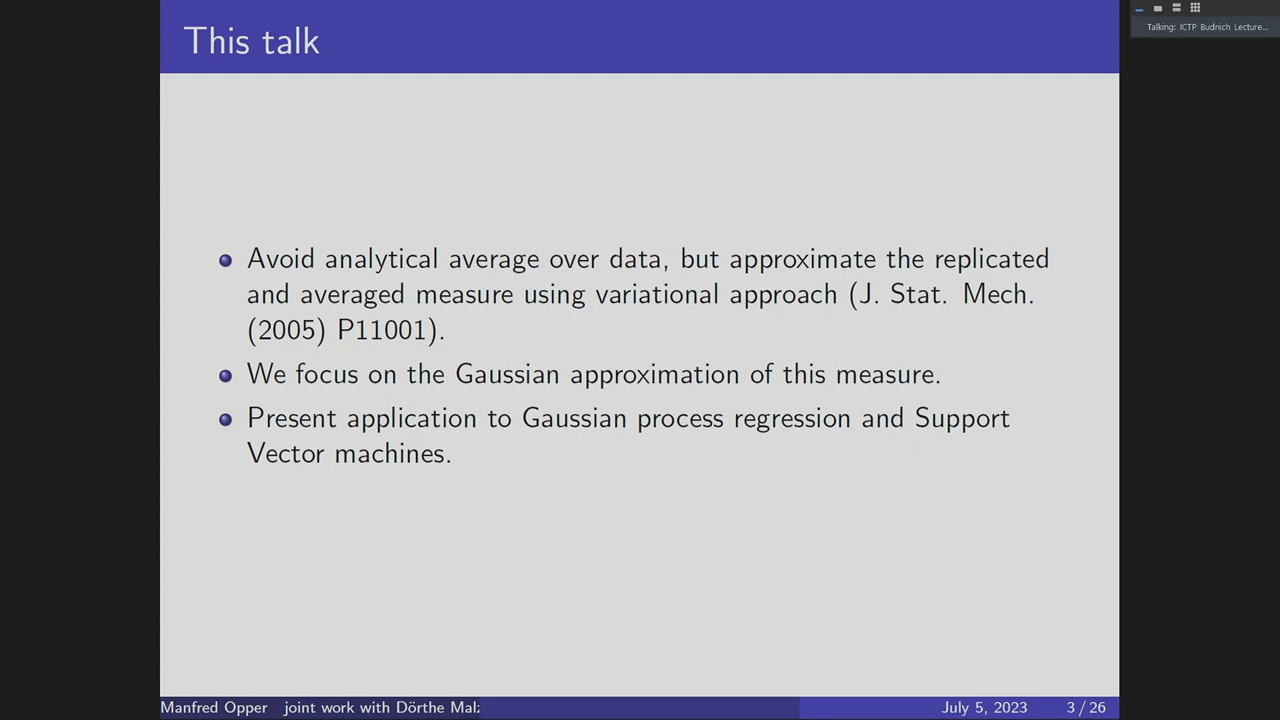 This talk
Talking: ICTP Budnich Lecture...
Avoid analytical average over data, but approximate the replicated
and averaged measure using variational approach (J. Stat. Mech.
(2005) P11001).
We focus on the Gaussian approximation of this measure.
Present application to Gaussian process regression and Support
Vector machines.
Manfred Opper joint work with Dörthe Malz
July 5, 2023 3 / 26